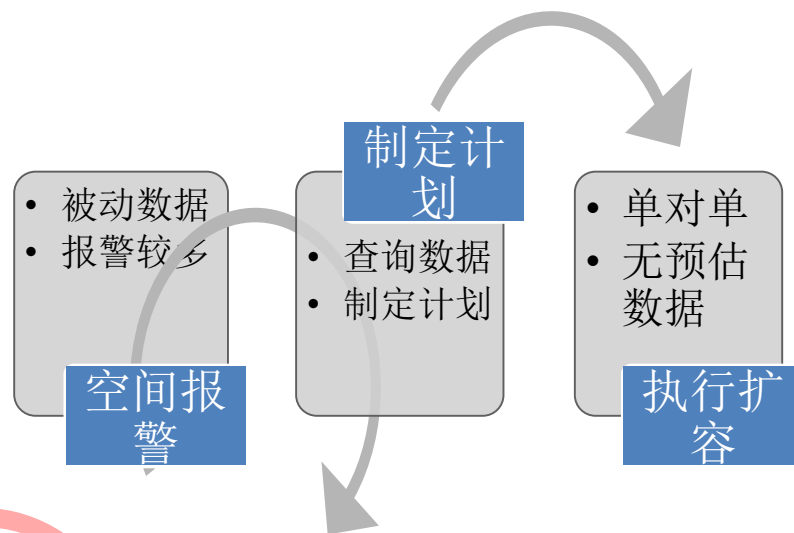 • 被动数据
• 报警较多
空间报
警
制定计
划
• 查询数据
• 制定计划
• 单对单
• 无预估
数据
执行扩
容